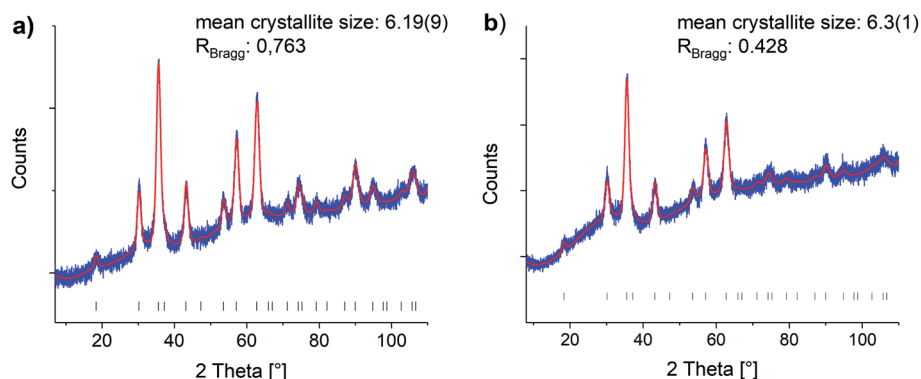 a)
mean crystallite size: 6.19(9)
R_Bragg: 0,763
Counts
20 40 60 80 100
2 Theta [°]
b)
mean crystallite size: 6.3(1)
R_Bragg: 0.428
Counts
20 40 60 80 100
2 Theta [°]